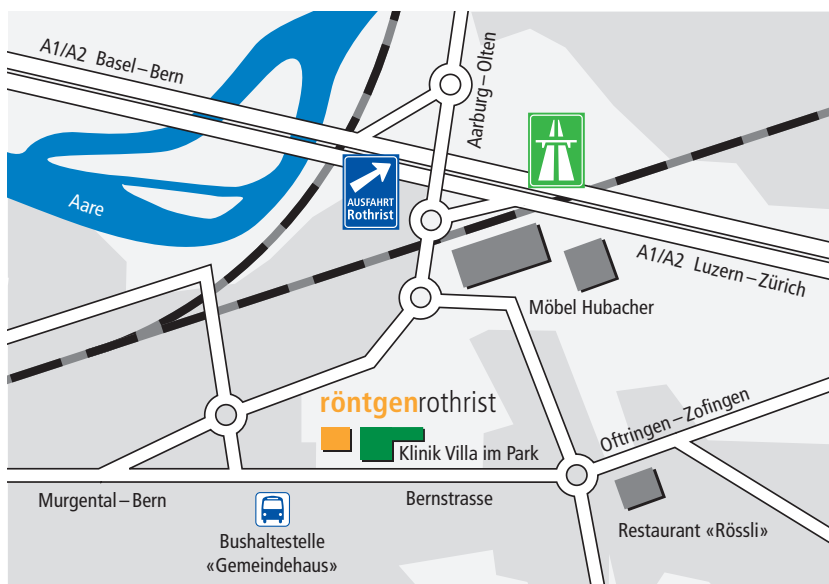 A1/A2 Basel–Bern
Aarburg–Olten
Aare
AUSFAHRT
Rothrist
A1/A2 Luzern–Zürich
Möbel Hubacher
röntgenrothrist
Klinik Villa im Park
Oftringen–Zofingen
Murgental–Bern
Bernstrasse
Bushaltestelle
«Gemeindehaus»
Restaurant «Rössli»